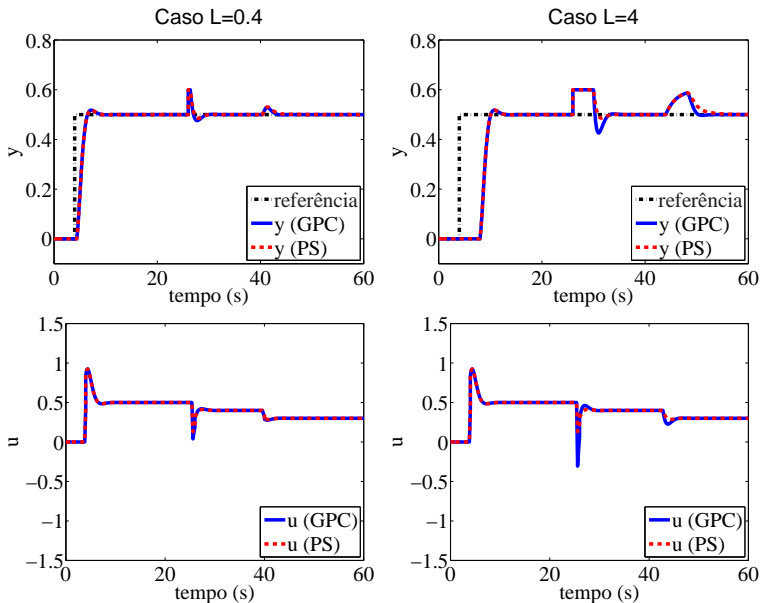 Caso L=0.4
0.8
0.6
0.4
0.2
0
y
referência
y (GPC)
y (PS)
0 20 40 60
tempo (s)
Caso L=4
0.8
0.6
0.4
0.2
0
y
referência
y (GPC)
y (PS)
0 20 40 60
tempo (s)
1.5
1
0.5
0
−0.5
−1
−1.5
u
u (GPC)
u (PS)
0 20 40 60
tempo (s)
1.5
1
0.5
0
−0.5
−1
−1.5
u
u (GPC)
u (PS)
0 20 40 60
tempo (s)